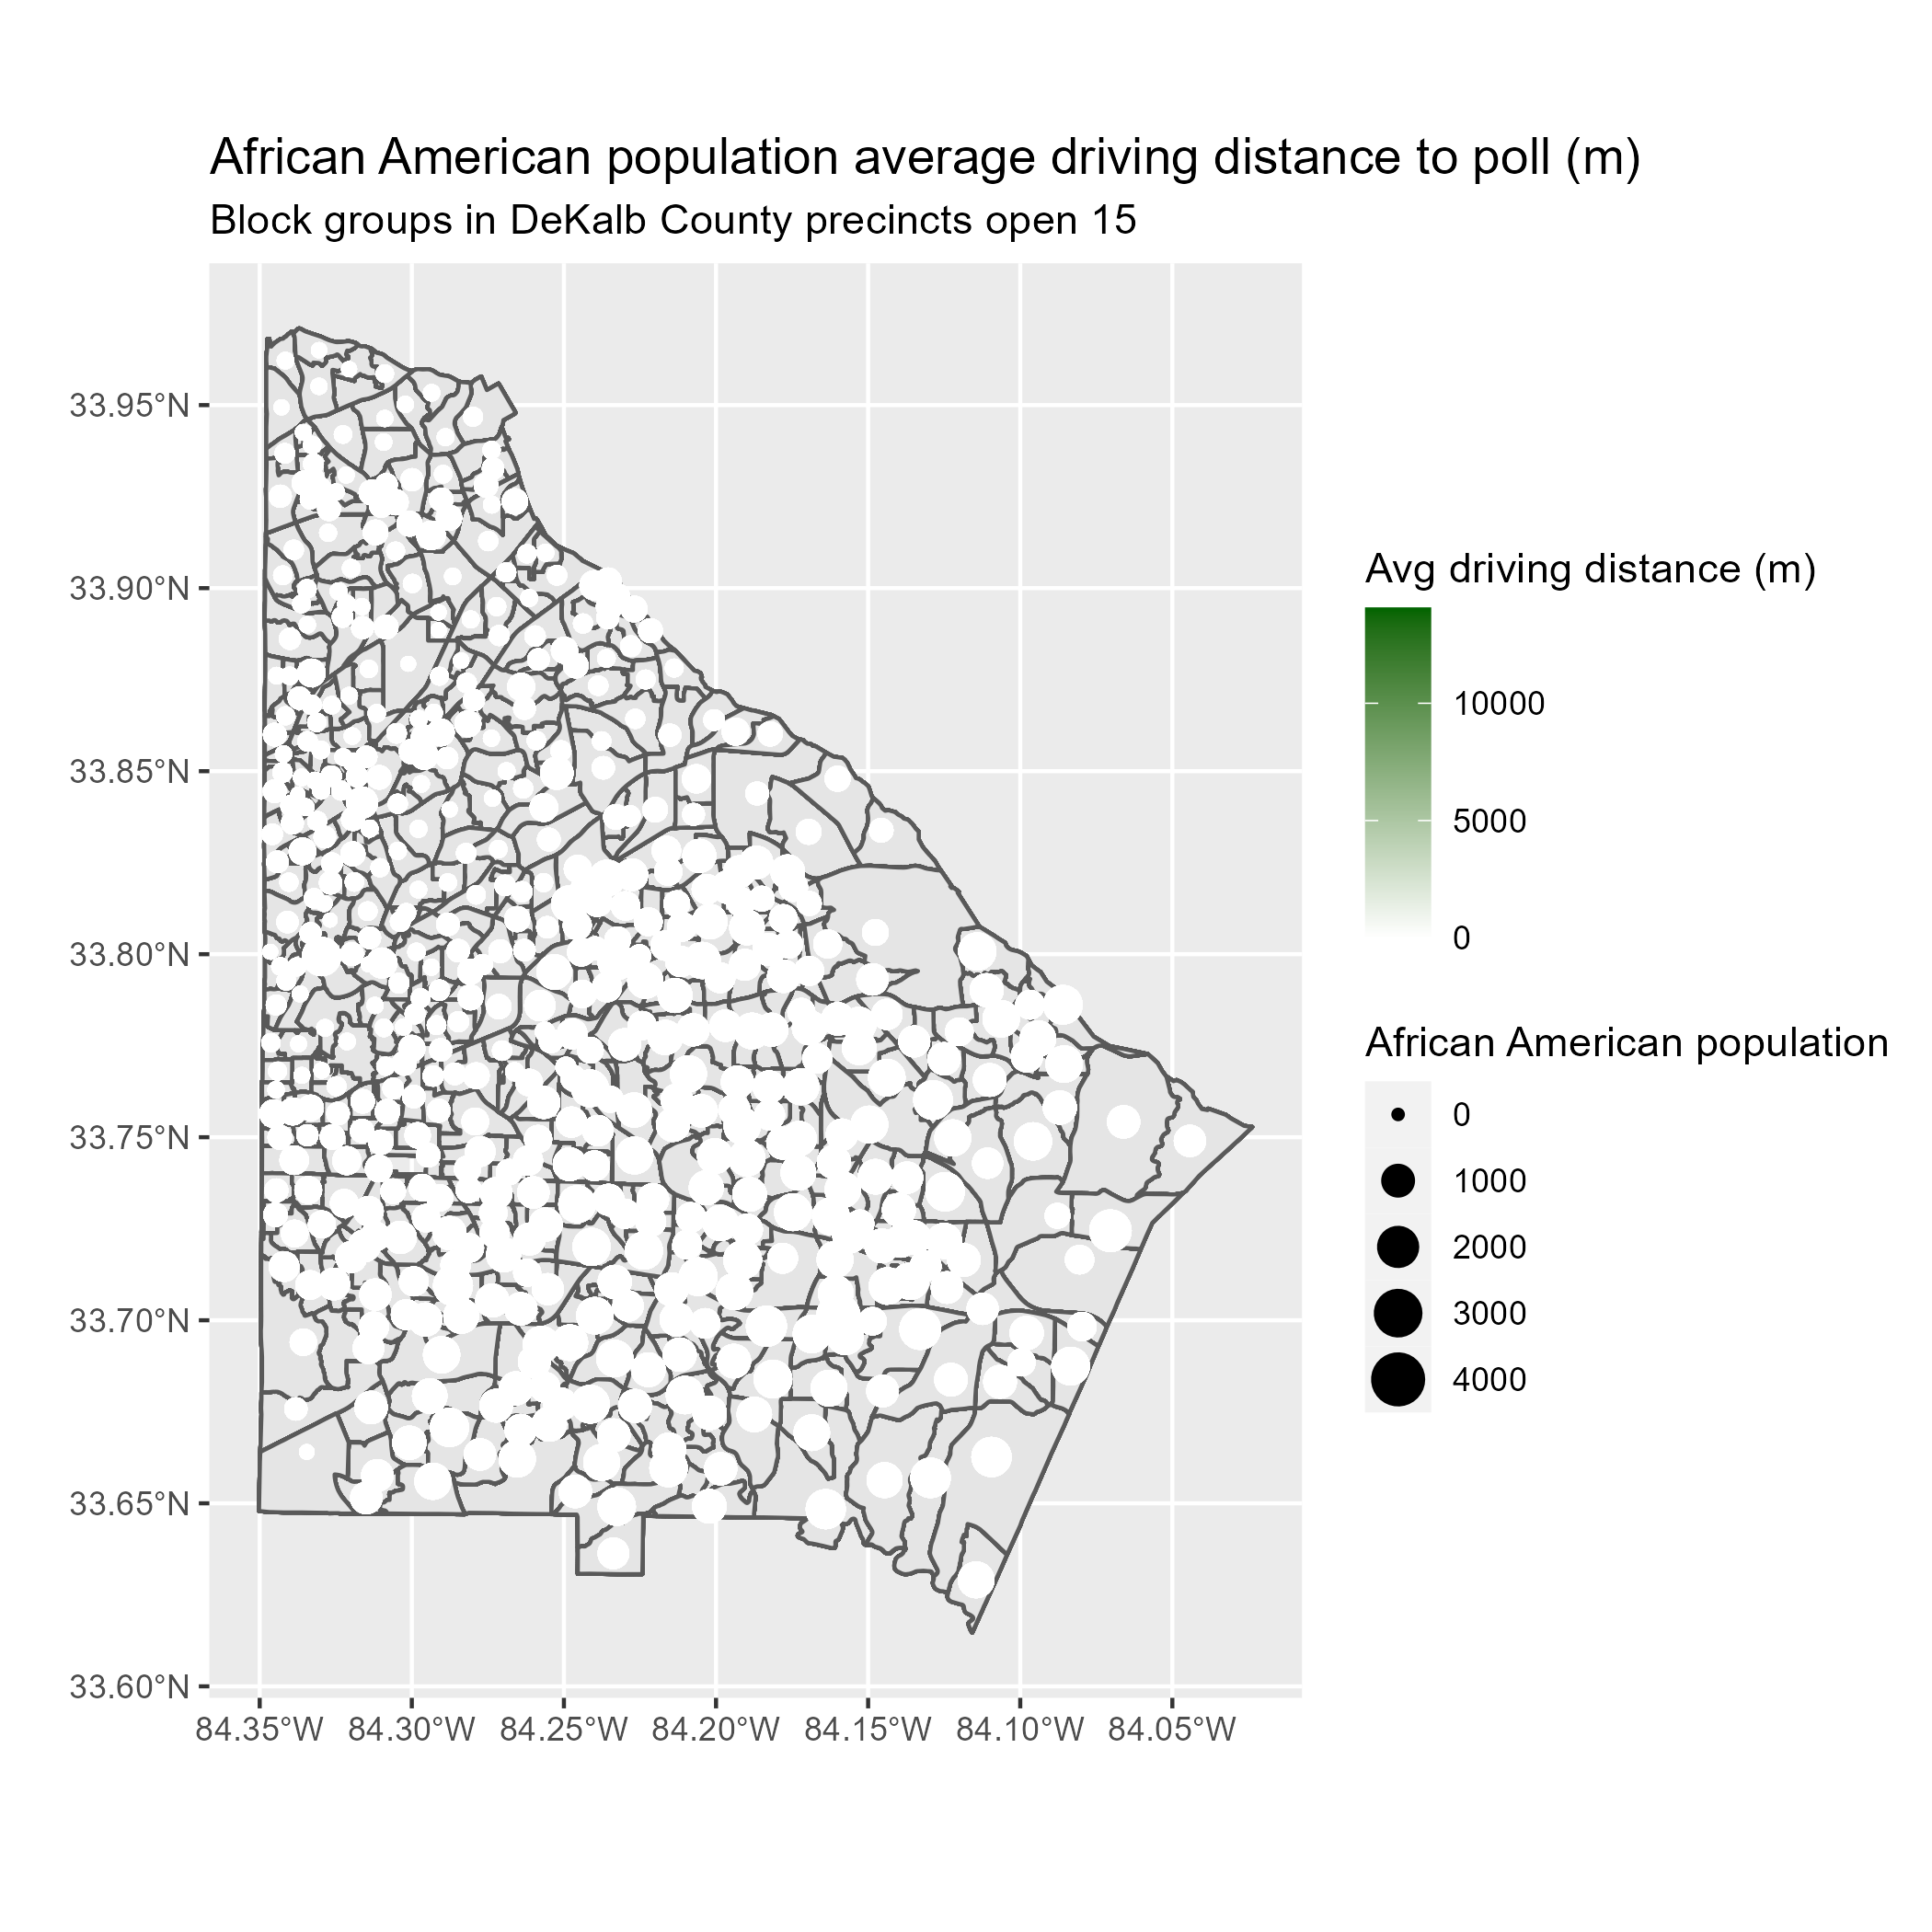 African American population average driving distance to poll (m)
Block groups in DeKalb County precincts open 15
33.95°N
33.90°N
33.85°N
33.80°N
33.75°N
33.70°N
33.65°N
33.60°N
84.35°W 84.30°W 84.25°W 84.20°W 84.15°W 84.10°W 84.05°W
Avg driving distance (m)
10000
5000
0
African American population
0
1000
2000
3000
4000